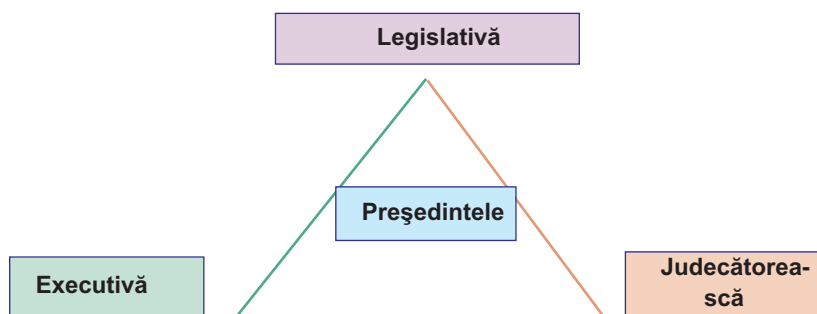 Legislativă
Preşedintele
Executivă
Judecătorea-
scă